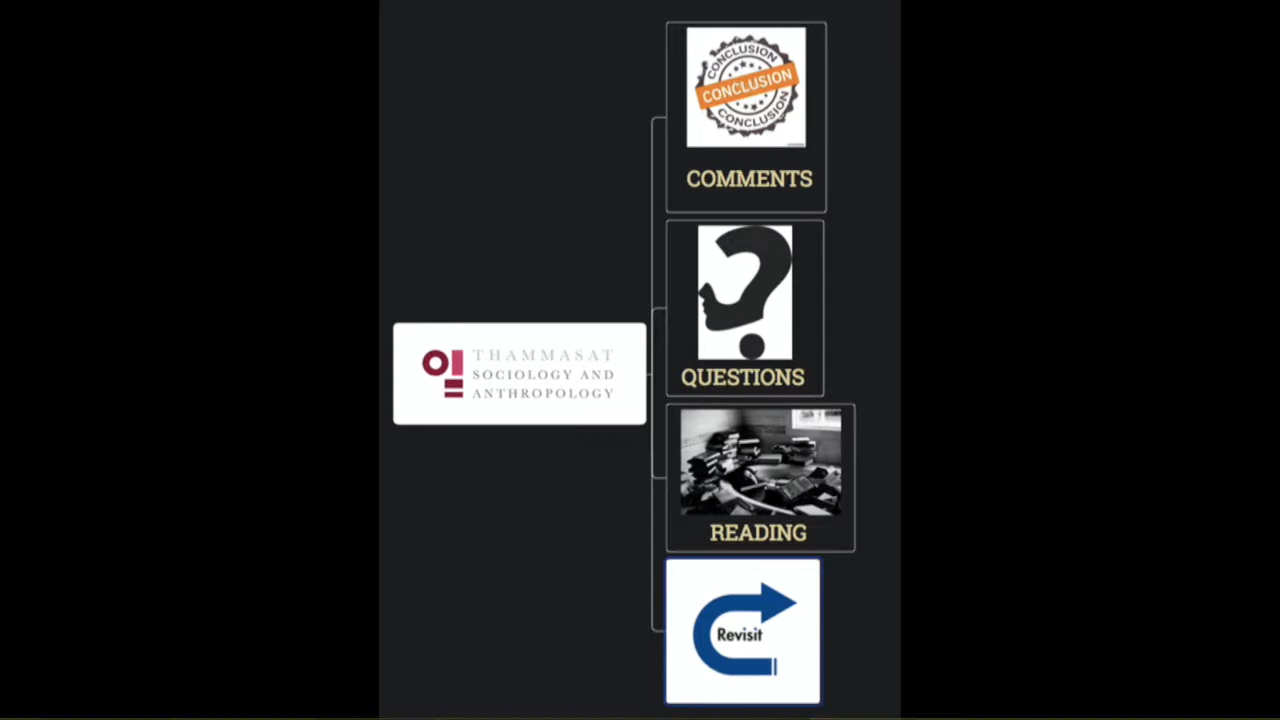 CONCLUSION
CONCLUSION
CONCLUSION
COMMENTS
QUESTIONS
THAMMASAT
SOCIOLOGY AND
ANTHROPOLOGY
READING
Revisit